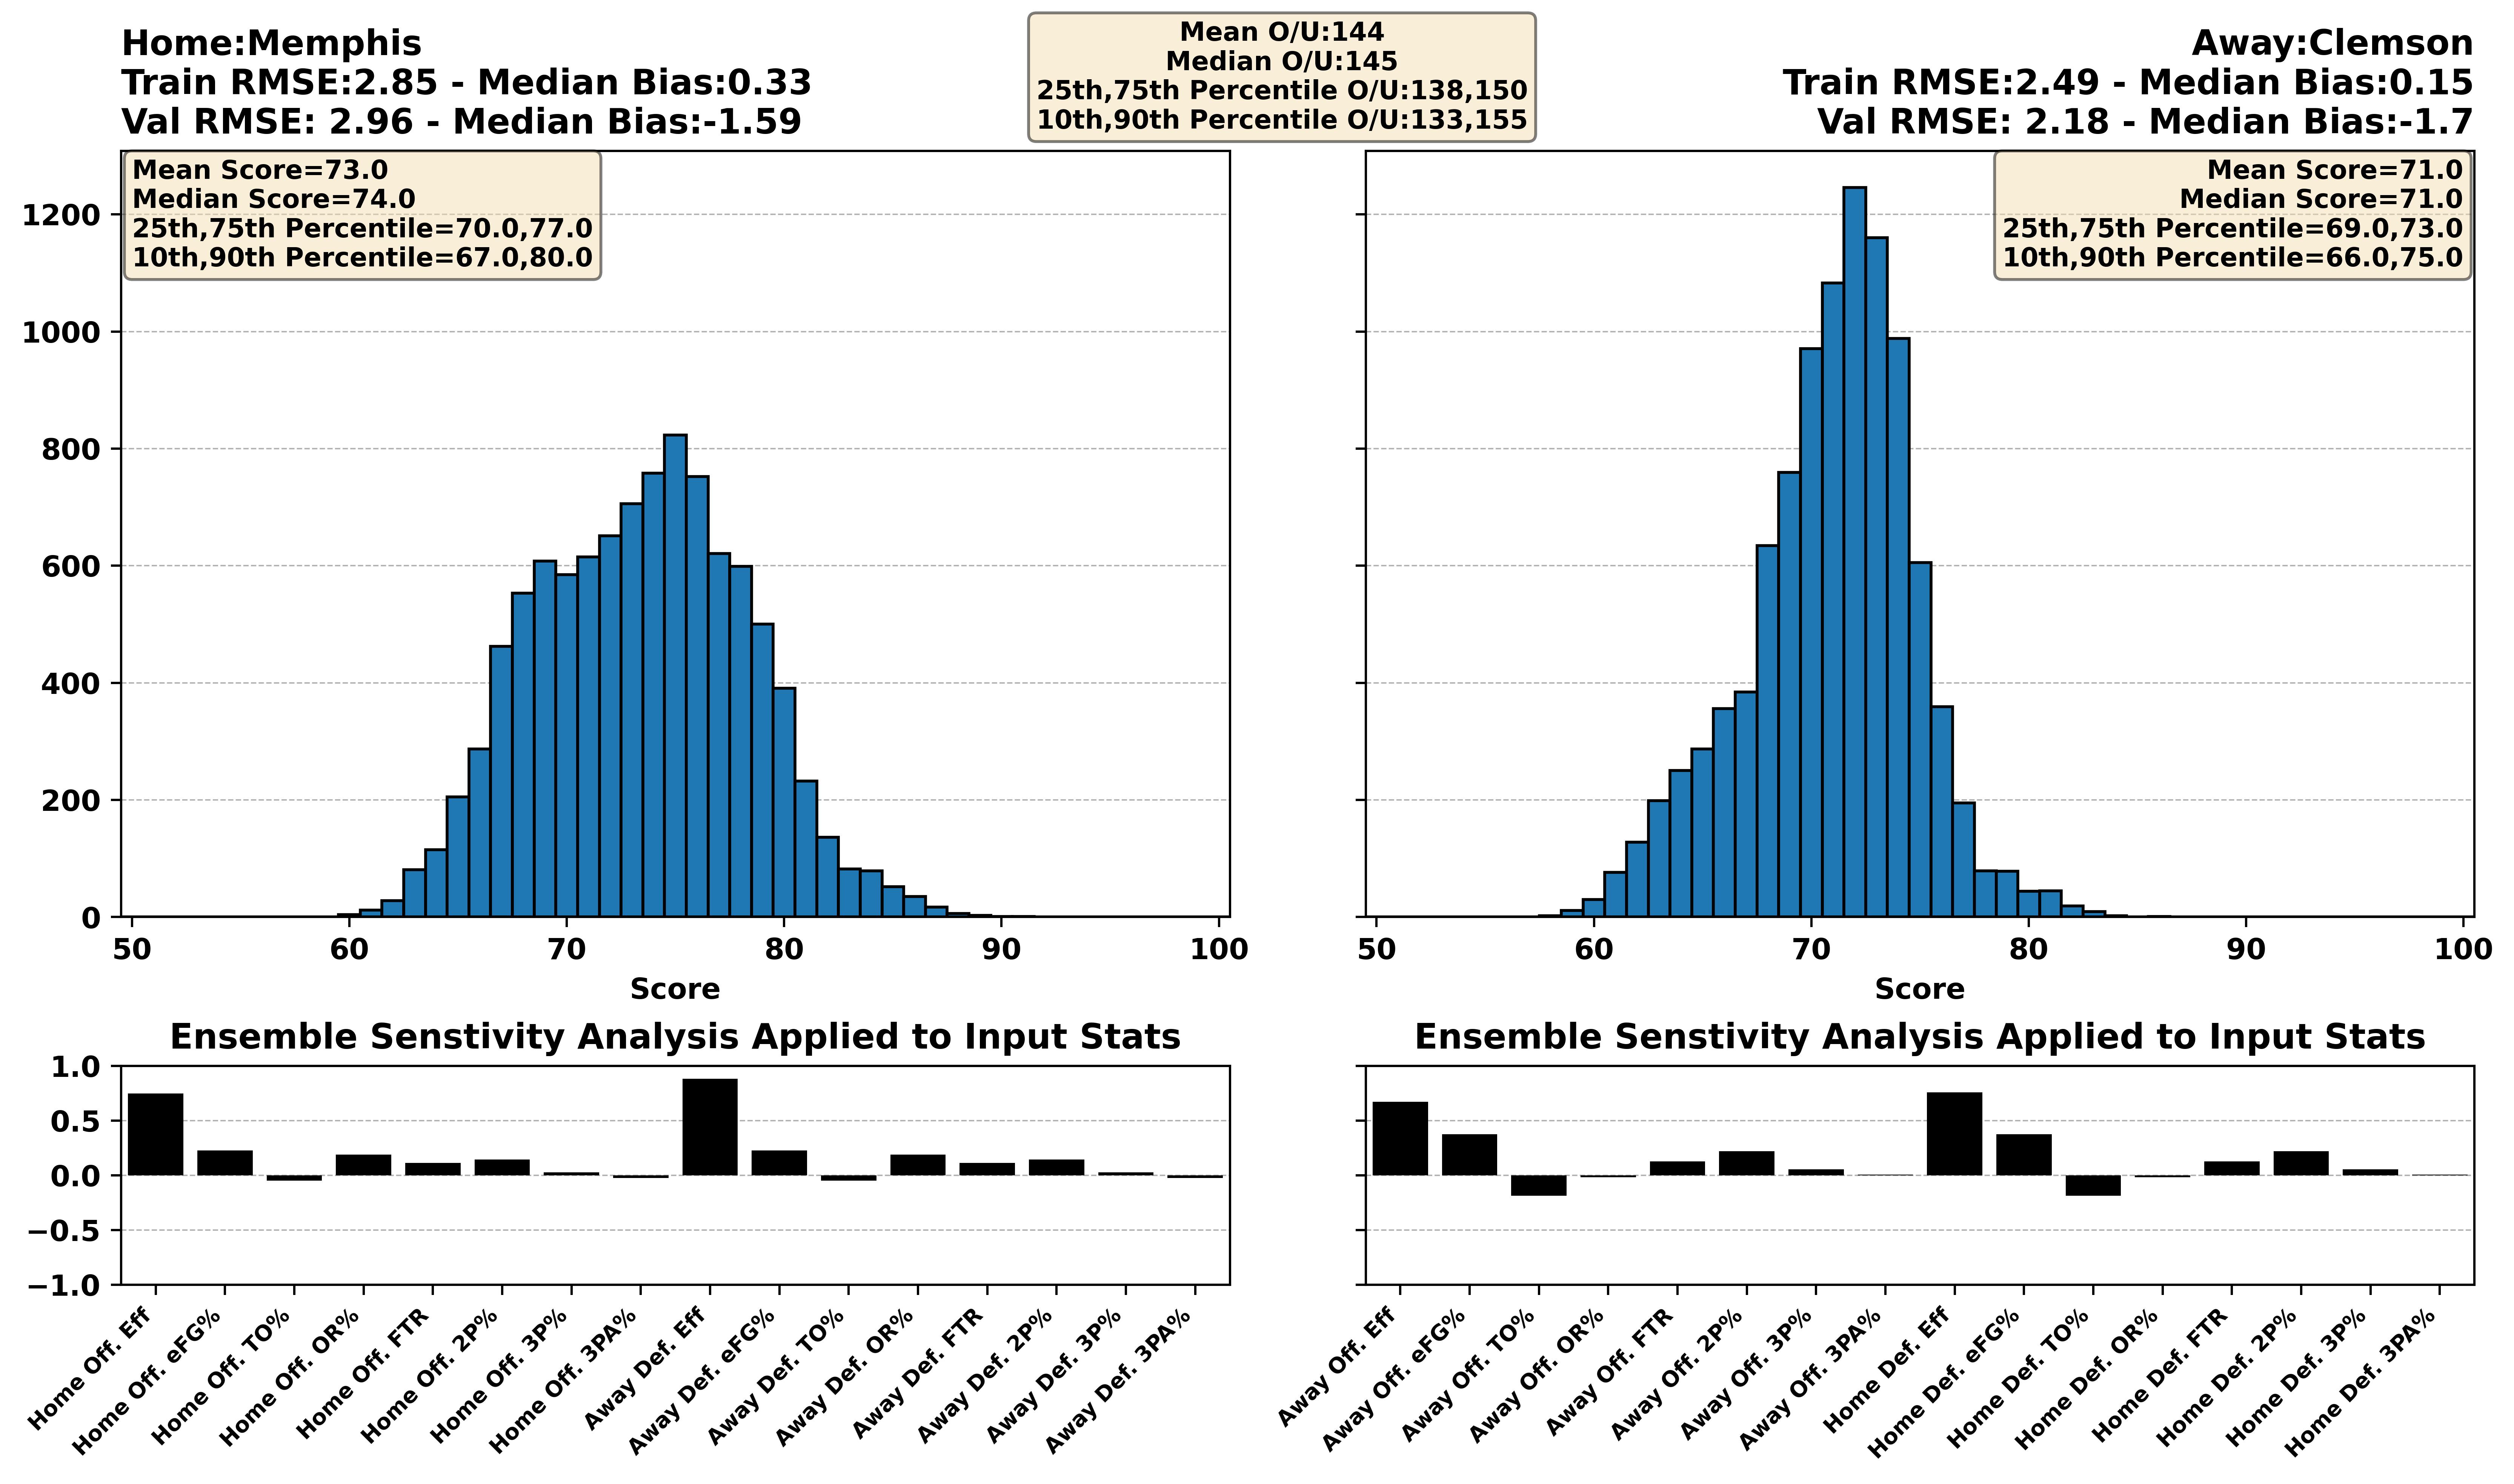 Home:Memphis
Train RMSE:2.85 - Median Bias:0.33
Val RMSE: 2.96 - Median Bias:-1.59
Mean O/U:144
Median O/U:145
25th,75th Percentile O/U:138,150
10th,90th Percentile O/U:133,155
Away:Clemson
Train RMSE:2.49 - Median Bias:0.15
Val RMSE: 2.18 - Median Bias:-1.7
Mean Score=73.0
Median Score=74.0
25th,75th Percentile=70.0,77.0
10th,90th Percentile=67.0,80.0
1200
1000
800
600
400
200
0
50 60 70 80 90 100
Score
Mean Score=71.0
Median Score=71.0
25th,75th Percentile=69.0,73.0
10th,90th Percentile=66.0,75.0
50 60 70 80 90 100
Score
Ensemble Senstivity Analysis Applied to Input Stats
1.0
0.5
0.0
−0.5
−1.0
Home Off. Eff
Home Off. eFG%
Home Off. TO%
Home Off. OR%
Home Off. FTR
Home Off. 2P%
Home Off. 3P%
Home Off. 3PA%
Away Def. Eff
Away Def. eFG%
Away Def. TO%
Away Def. OR%
Away Def. FTR
Away Def. 2P%
Away Def. 3P%
Away Def. 3PA%
Ensemble Senstivity Analysis Applied to Input Stats
Away Off. Eff
Away Off. eFG%
Away Off. TO%
Away Off. OR%
Away Off. FTR
Away Off. 2P%
Away Off. 3P%
Away Off. 3PA%
Home Def. Eff
Home Def. eFG%
Home Def. TO%
Home Def. OR%
Home Def. FTR
Home Def. 2P%
Home Def. 3P%
Home Def. 3PA%